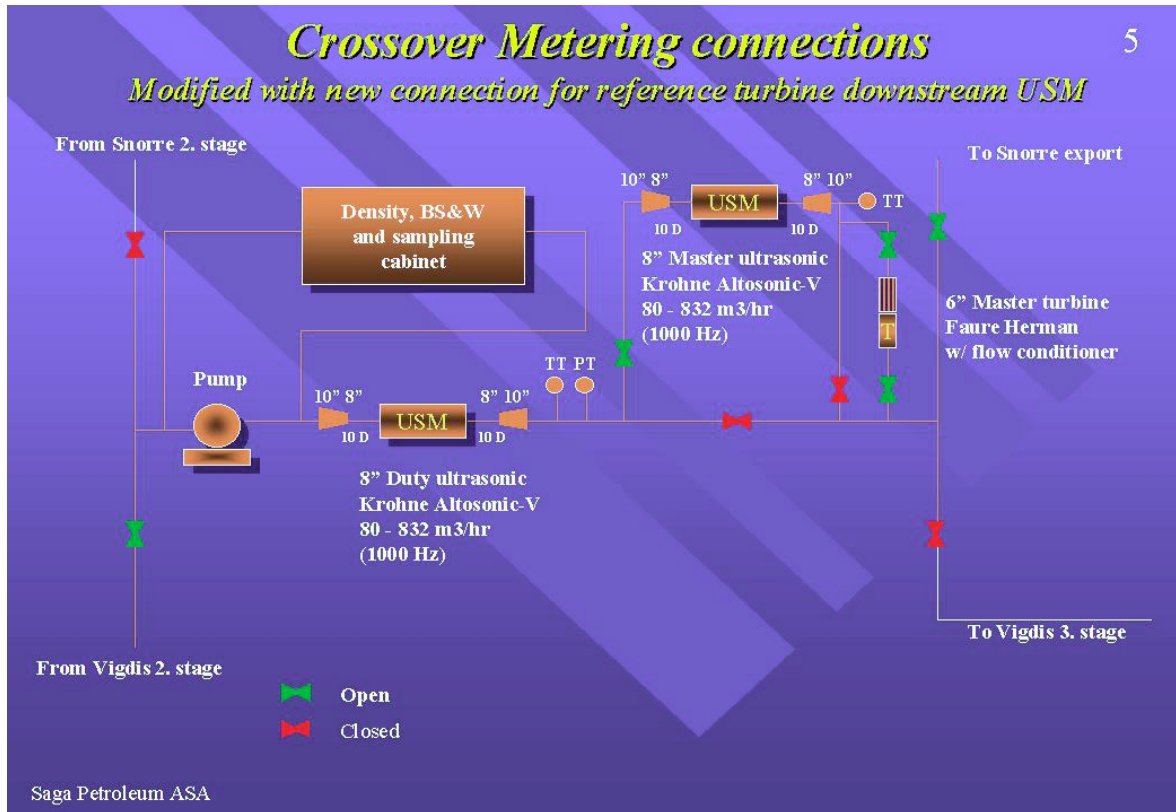 Crossover Metering connections
5
Modified with new connection for reference turbine downstream USM
From Snorre 2. stage
To Snorre export
10” 8”
USM
8” 10”
TT
10 D
10 D
Density, BS&W
and sampling
cabinet
8” Master ultrasonic
Krohne Altosonic-V
80 - 832 m3/hr
(1000 Hz)
T
6” Master turbine
Faure Herman
w/ flow conditioner
Pump
10” 8”
USM
8” 10”
TT PT
10 D
10 D
8” Duty ultrasonic
Krohne Altosonic-V
80 - 832 m3/hr
(1000 Hz)
To Vigdis 3. stage
From Vigdis 2. stage
Open
Closed
Saga Petroleum ASA